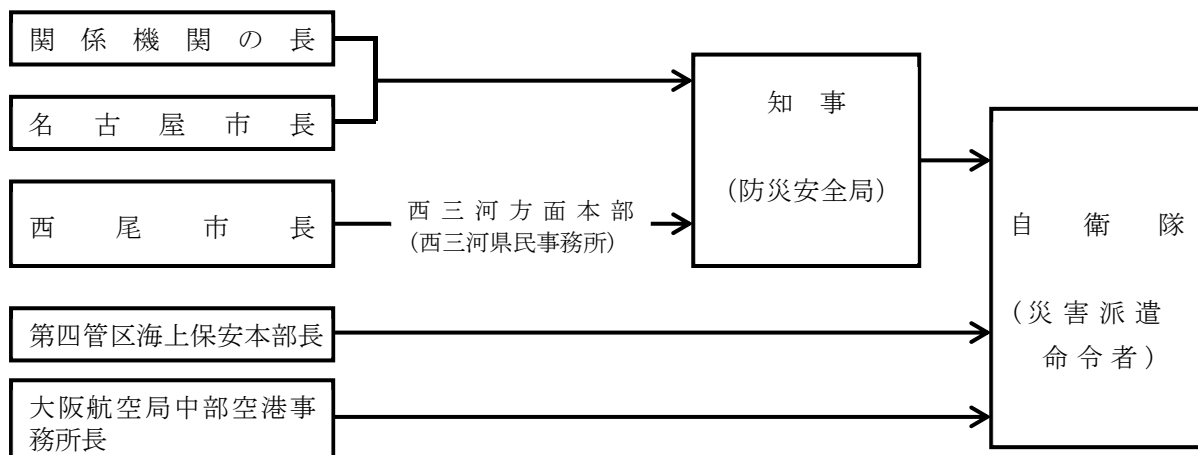 関係機関の長
名古屋市長
西尾市長
西三河方面本部
(西三河県民事務所)
知事
(防災安全局)
第四管区海上保安本部長
大阪航空局中部空港事
務所長
自衛隊
(災害派遣
命令者)